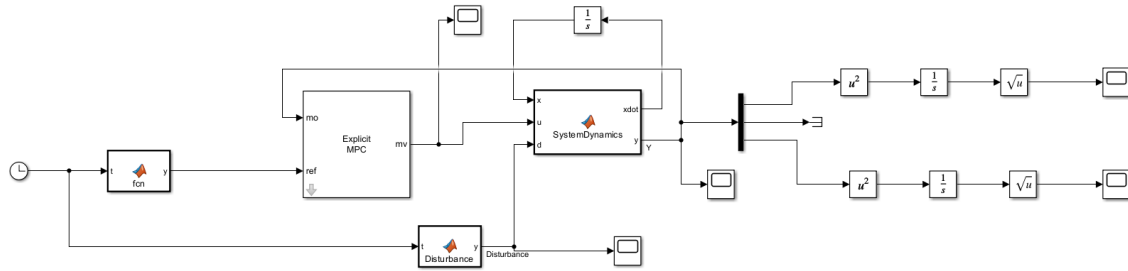 1
s
mo
ref
Explicit
MPC
mv
x
u
d
SystemDynamics
xdot
y
Y
u²
1
s
√u
t
fcn
y
u²
1
s
√u
t
Disturbance
y
Disturbance